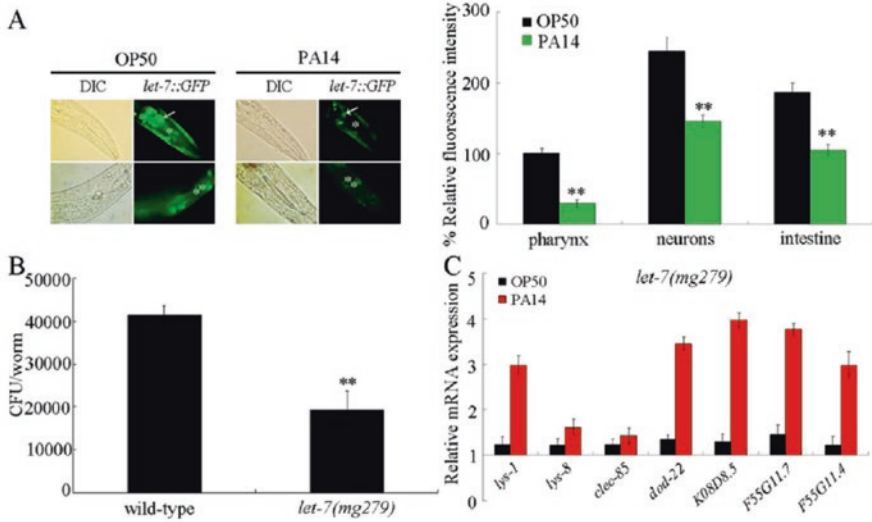 A
OP50
PA14
DIC
let-7::GFP
DIC
let-7::GFP
% Relative fluorescence intensity
300
200
100
0
OP50
PA14
**
**
**
pharynx
neurons
intestine
B
CFU/worm
50000
40000
30000
20000
10000
0
**
wild-type
let-7(mg279)
C
let-7(mg279)
Relative mRNA expression
5
4
3
2
1
OP50
PA14
lys-1
lys-8
clec-85
dod-22
K08D8.5
F55G11.7
F55G11.4